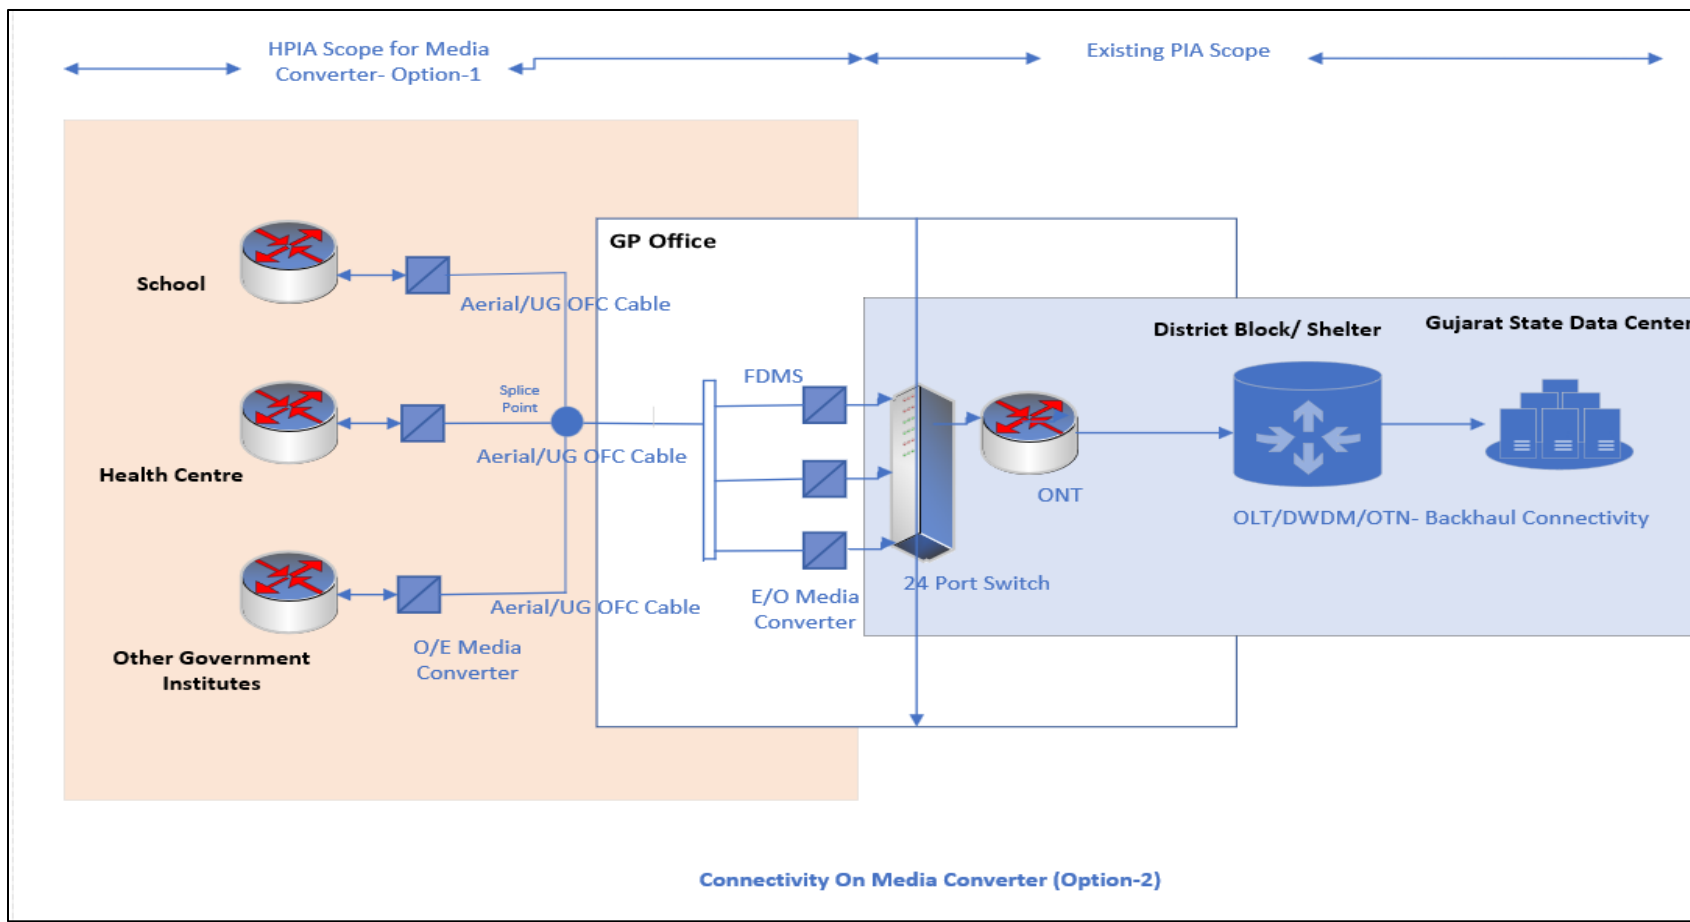 HPIA Scope for Media
Converter- Option-1
Existing PIA Scope
GP Office
School
Aerial/UG OFC Cable
District Block/ Shelter
Gujarat State Data Center
FDMS
Splice
Point
Health Centre
Aerial/UG OFC Cable
ONT
OLT/DWDM/OTN- Backhaul Connectivity
24 Port Switch
E/O Media
Converter
Aerial/UG OFC Cable
O/E Media
Converter
Other Government
Institutes
Connectivity On Media Converter (Option-2)